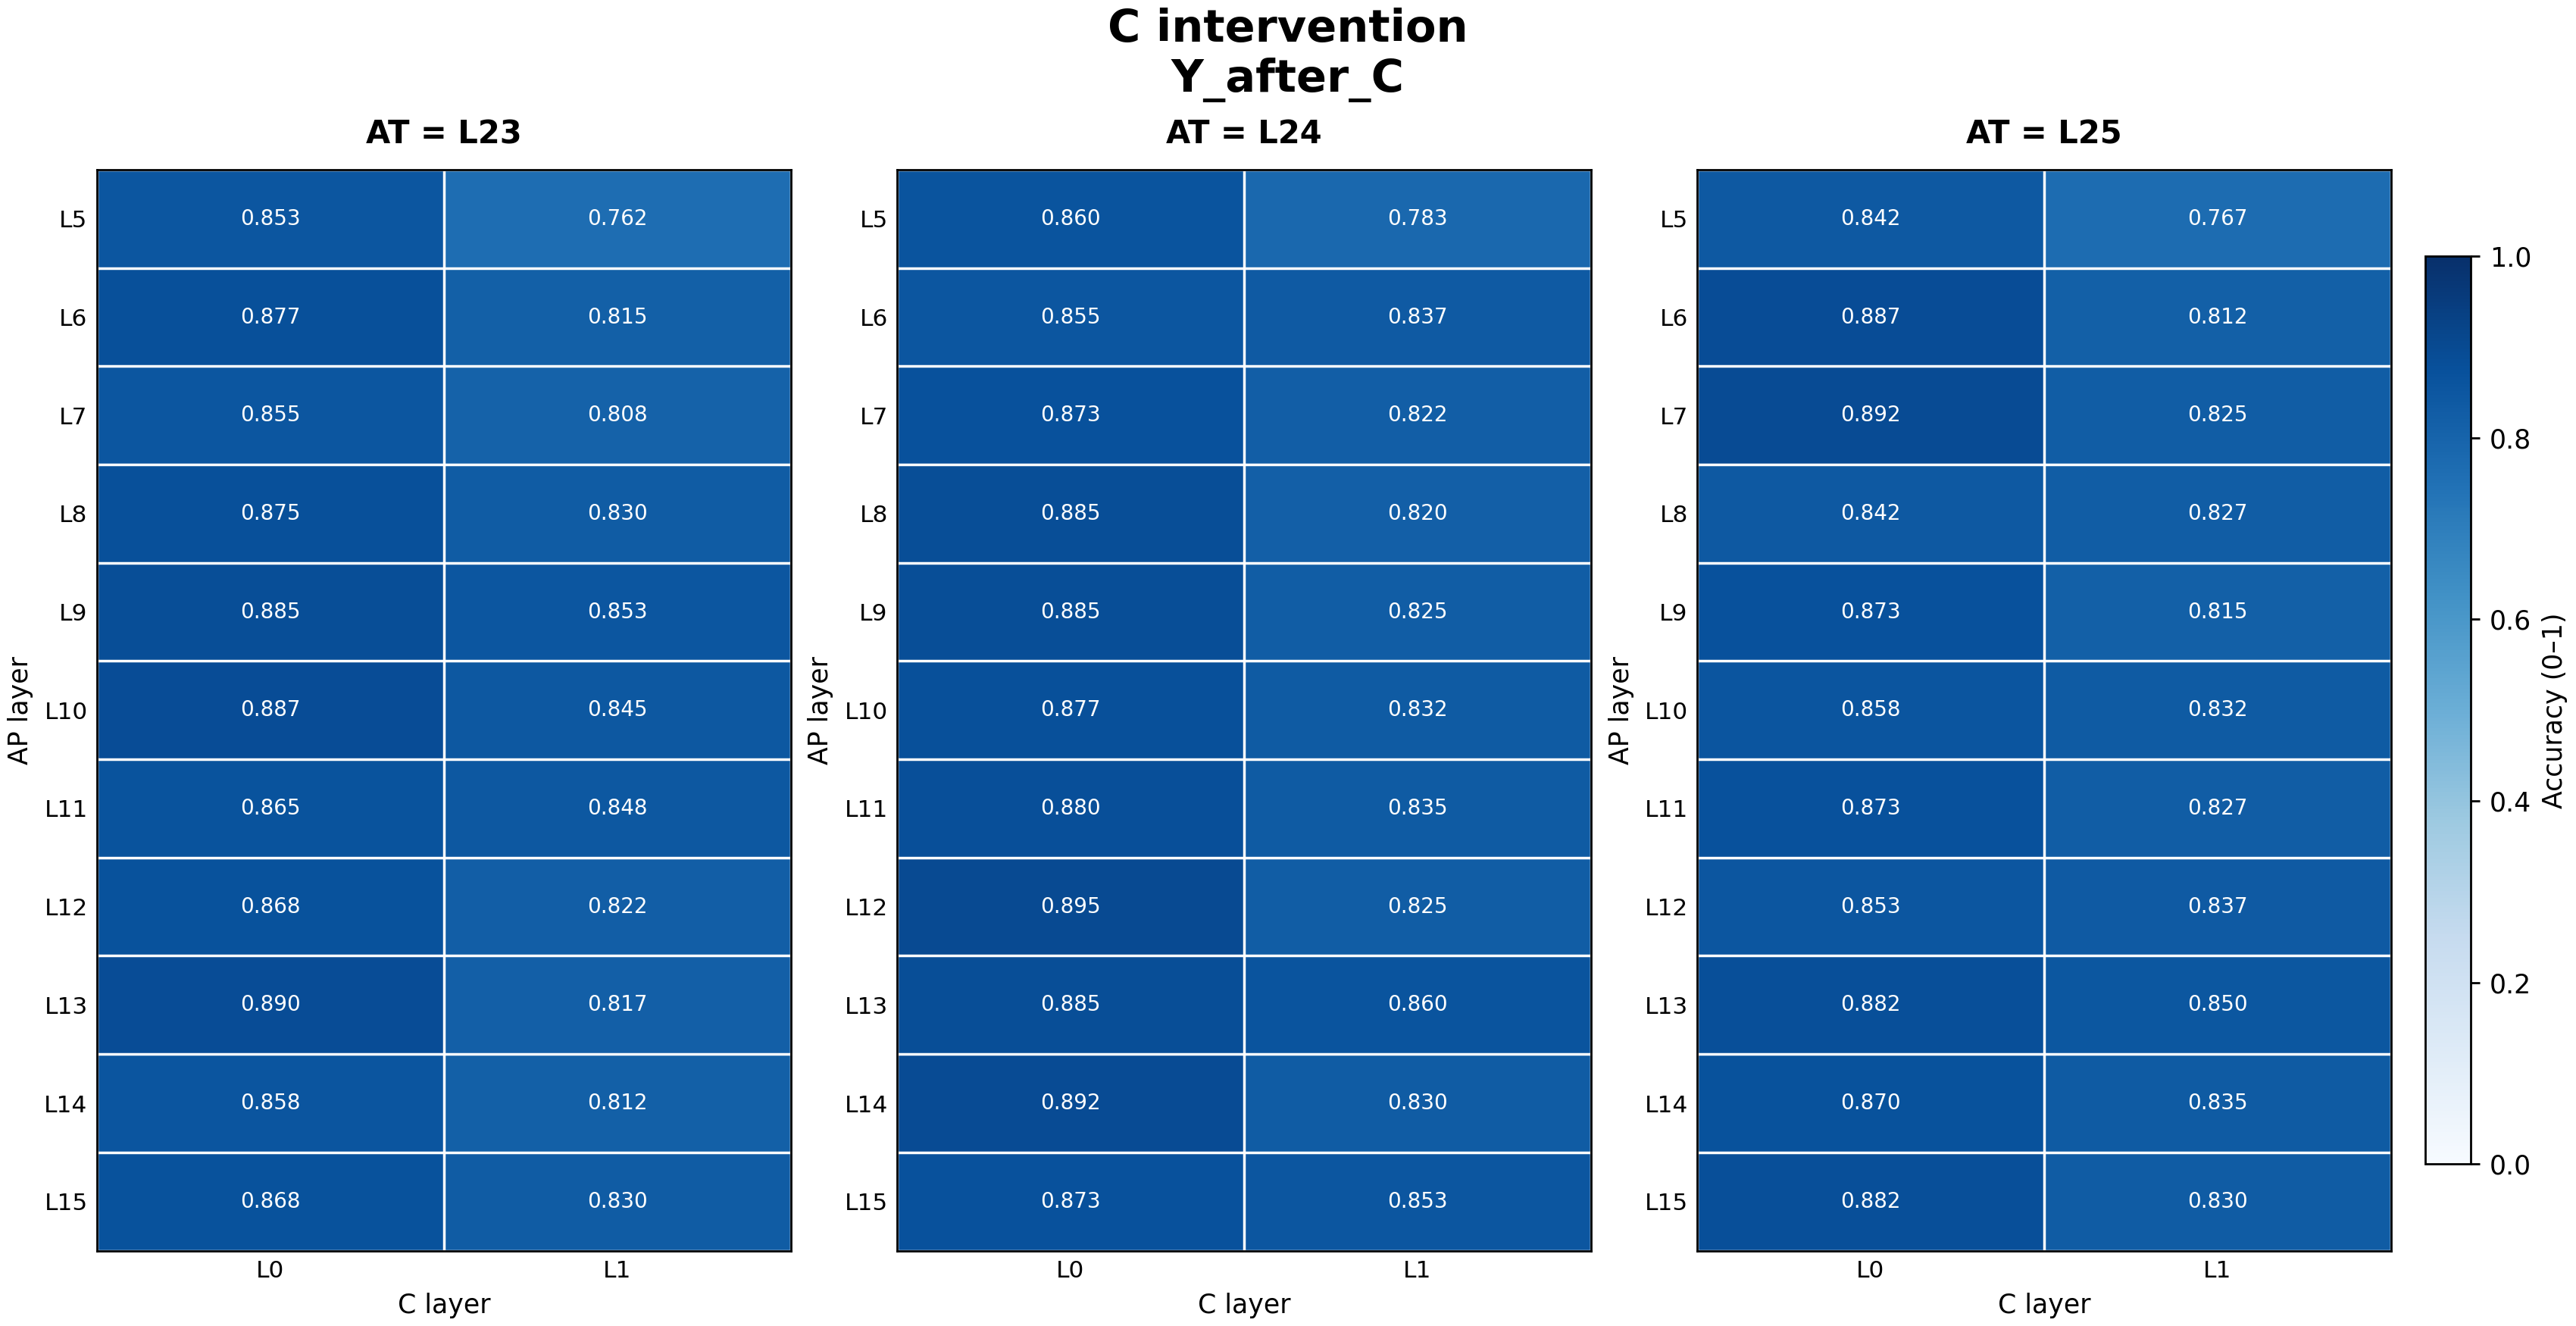 C intervention
Y_after_C
AT = L23
AT = L24
AT = L25
AP layer
L5 0.853 0.762
L6 0.877 0.815
L7 0.855 0.808
L8 0.875 0.830
L9 0.885 0.853
L10 0.887 0.845
L11 0.865 0.848
L12 0.868 0.822
L13 0.890 0.817
L14 0.858 0.812
L15 0.868 0.830
L0 L1
C layer
AP layer
L5 0.860 0.783
L6 0.855 0.837
L7 0.873 0.822
L8 0.885 0.820
L9 0.885 0.825
L10 0.877 0.832
L11 0.880 0.835
L12 0.895 0.825
L13 0.885 0.860
L14 0.892 0.830
L15 0.873 0.853
L0 L1
C layer
AP layer
L5 0.842 0.767
L6 0.887 0.812
L7 0.892 0.825
L8 0.842 0.827
L9 0.873 0.815
L10 0.858 0.832
L11 0.873 0.827
L12 0.853 0.837
L13 0.882 0.850
L14 0.870 0.835
L15 0.882 0.830
L0 L1
C layer
1.0
0.8
0.6
0.4
0.2
0.0
Accuracy (0–1)